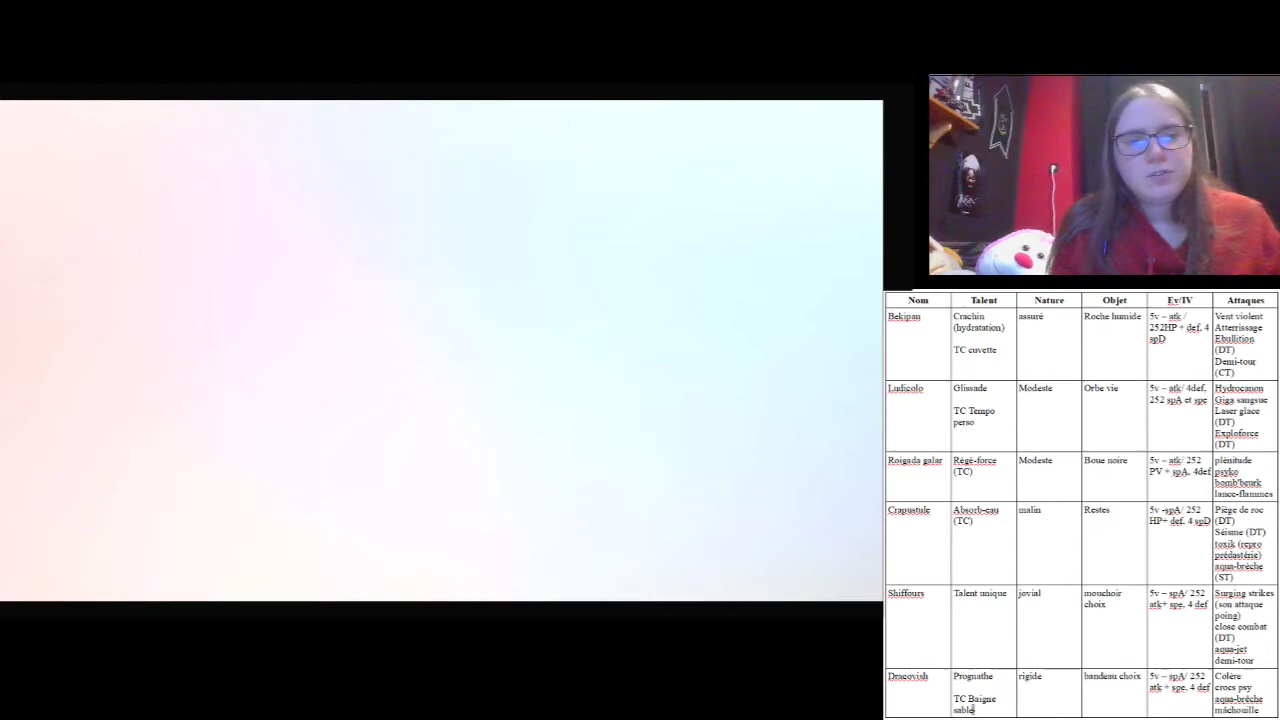 Nom Talent Nature Objet Ev/IV Attaques
Bekipan
Crachin
(hydratation)
TC cuvette
assuré
Roche humide
5v – atk /
252HP + def, 4
spD
Vent violent
Atterrissage
Ebullition
(DT)
Demi-tour
(CT)
Ludicolo
Glissade
TC Tempo
perso
Modeste
Orbe vie
5v – atk/ 4def,
252 spA et spe
Hydrocanon
Giga sangsue
Laser glace
(DT)
Exploforce
(DT)
Roigada galar
Régé-force
(TC)
Modeste
Boue noire
5v – atk/ 252
PV + spA, 4def
plénitude
psyko
bomb'beurk
lance-flammes
Crapustule
Absorb-eau
(TC)
malin
Restes
5v -spA/ 252
HP+ def, 4 spD
Piège de roc
(DT)
Séisme (DT)
toxik (repro
prédastérie)
aqua-brèche
(ST)
Shiffours
Talent unique
jovial
mouchoir
choix
5v – spA/ 252
atk+ spe, 4 def
Surging strikes
(son attaque
poing)
close combat
(DT)
aqua-jet
demi-tour
Dracovish
Prognathe
TC Baigne
sable
rigide
bandeau choix
5v – spA/ 252
atk + spe, 4 def
Colère
crocs psy
aqua-brèche
mâchouille